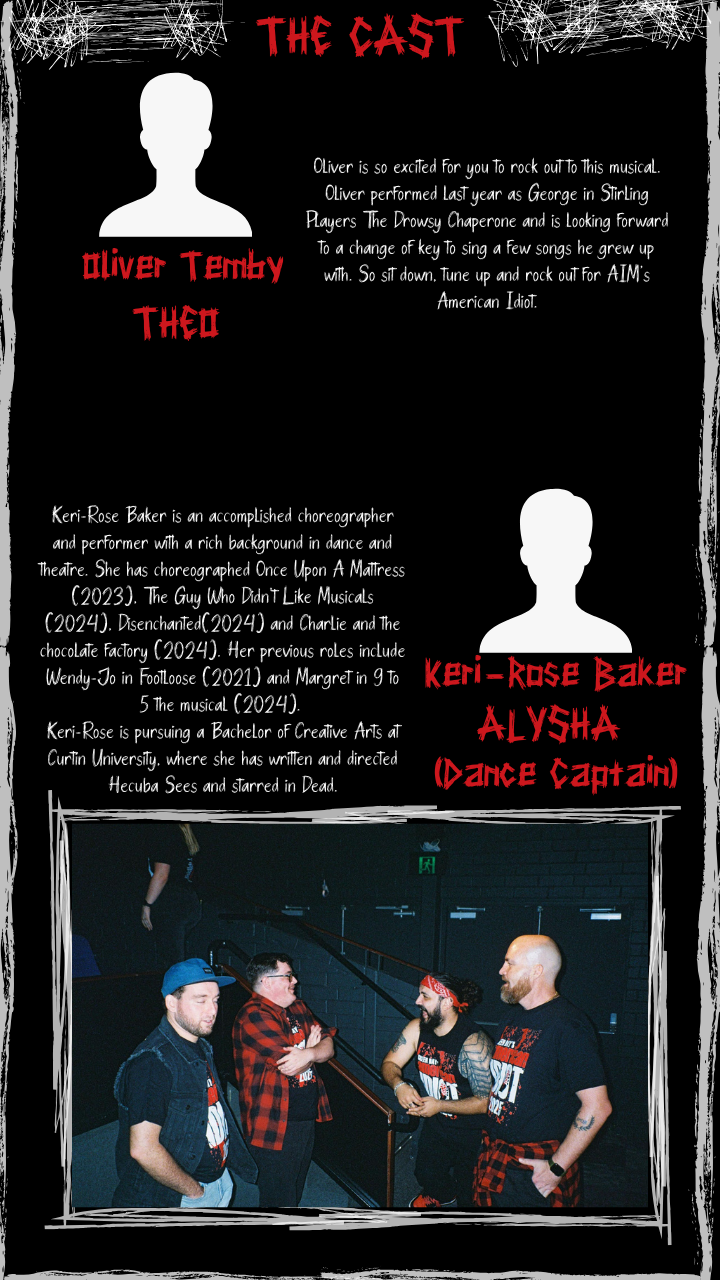 THE CAST
Oliver is so excited for you to rock out to this musical.
Oliver performed last year as George in Stirling
Players The Drowsy Chaperone and is looking forward
to a change of key to sing a few songs he grew up
with. So sit down, tune up and rock out for AIM's
American Idiot.
Oliver Temby
THEO
Keri-Rose Baker is an accomplished choreographer
and performer with a rich background in dance and
theatre. She has choreographed Once Upon A Mattress
(2023), The Guy Who Didn't Like Musicals
(2024), Disenchanted(2024) and Charlie and the
chocolate factory (2024). Her previous roles include
Wendy-Jo in Footloose (2021) and Margret in 9 to
5 the musical (2024).
Keri-Rose is pursuing a Bachelor of Creative Arts at
Curtin University, where she has written and directed
Hecuba Sees and starred in Dead.
Keri-Rose Baker
ALYSHA
(Dance Captain)